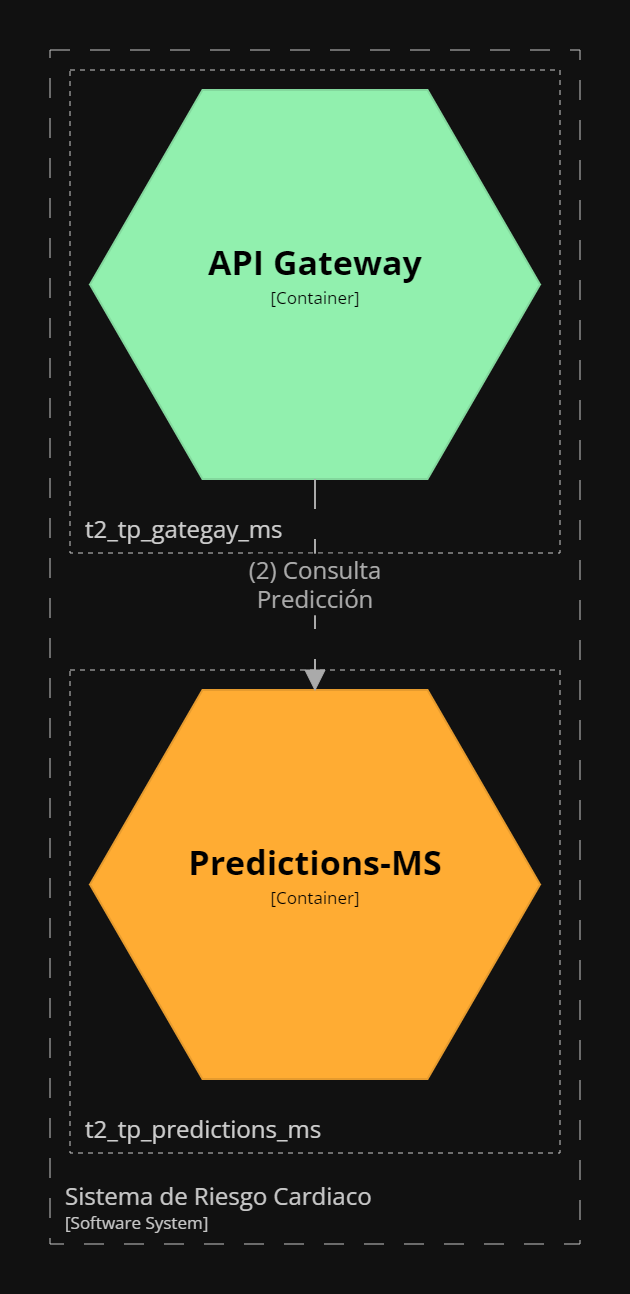 API Gateway
[Container]
t2_tp_gategay_ms
(2) Consulta
Predicción
Predictions-MS
[Container]
t2_tp_predictions_ms
Sistema de Riesgo Cardiaco
[Software System]